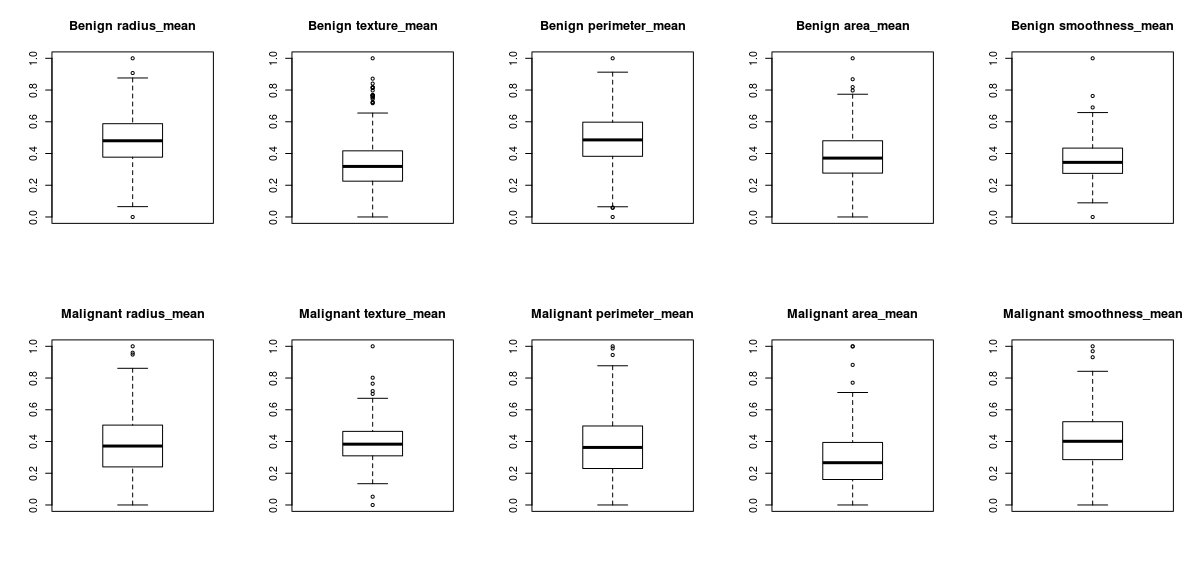 Benign radius_mean
Benign texture_mean
Benign perimeter_mean
Benign area_mean
Benign smoothness_mean
0.0 0.2 0.4 0.6 0.8 1.0
0.0 0.2 0.4 0.6 0.8 1.0
0.0 0.2 0.4 0.6 0.8 1.0
0.0 0.2 0.4 0.6 0.8 1.0
0.0 0.2 0.4 0.6 0.8 1.0
Malignant radius_mean
Malignant texture_mean
Malignant perimeter_mean
Malignant area_mean
Malignant smoothness_mean
0.0 0.2 0.4 0.6 0.8 1.0
0.0 0.2 0.4 0.6 0.8 1.0
0.0 0.2 0.4 0.6 0.8 1.0
0.0 0.2 0.4 0.6 0.8 1.0
0.0 0.2 0.4 0.6 0.8 1.0